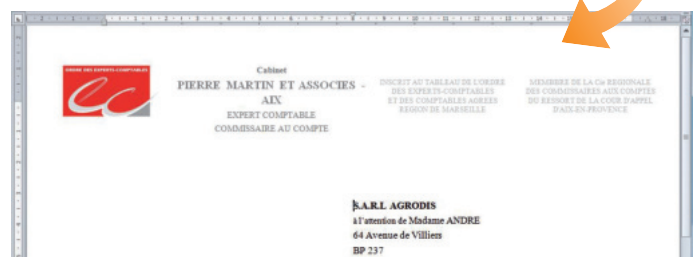 ORDRE DES EXPERTS-COMPTABLES
Cabinet
PIERRE MARTIN ET ASSOCIES -
AIX
EXPERT COMPTABLE
COMMISSAIRE AU COMPTE
INSCRIT AU TABLEAU DE L'ORDRE
DES EXPERTS-COMPTABLES
ET DES COMPTABLES AGREES
REGION DE MARSEILLE
MEMBRE DE LA Cie REGIONALE
DES COMMISSAIRES AUX COMPTES
DU RESSORT DE LA COUR D'APPEL
D'AIX-EN-PROVENCE
S.A.R.L AGRODIS
à l'attention de Madame ANDRE
64 Avenue de Villiers
BP 237